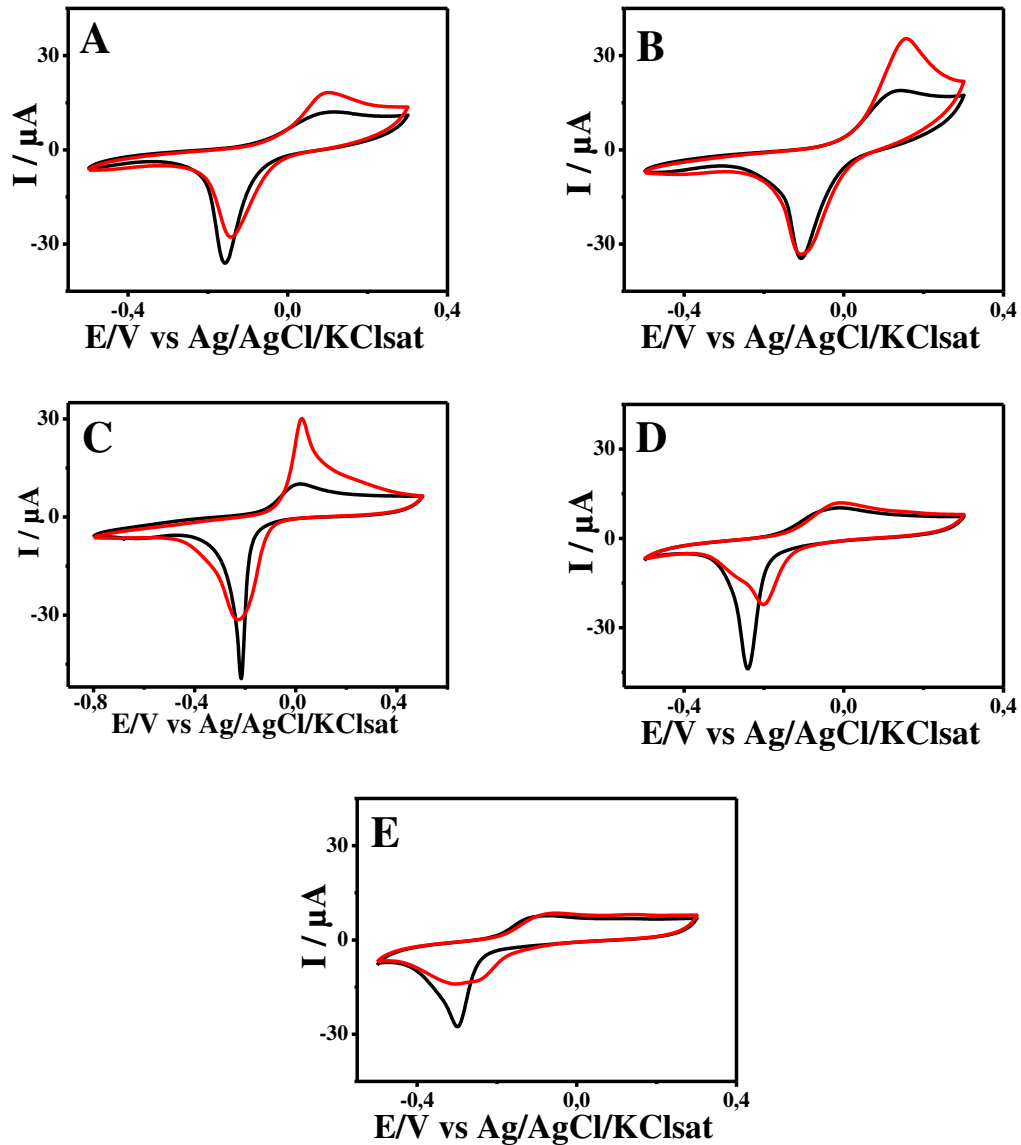 A
30
0
-30
I / µA
-0,4
0,0
0,4
E/V vs Ag/AgCl/KClsat
B
30
0
-30
I / µA
-0,4
0,0
0,4
E/V vs Ag/AgCl/KClsat
C
30
0
-30
I / µA
-0,8
-0,4
0,0
0,4
E/V vs Ag/AgCl/KClsat
D
30
0
-30
I / µA
-0,4
0,0
0,4
E/V vs Ag/AgCl/KClsat
E
30
0
-30
I / µA
-0,4
0,0
0,4
E/V vs Ag/AgCl/KClsat